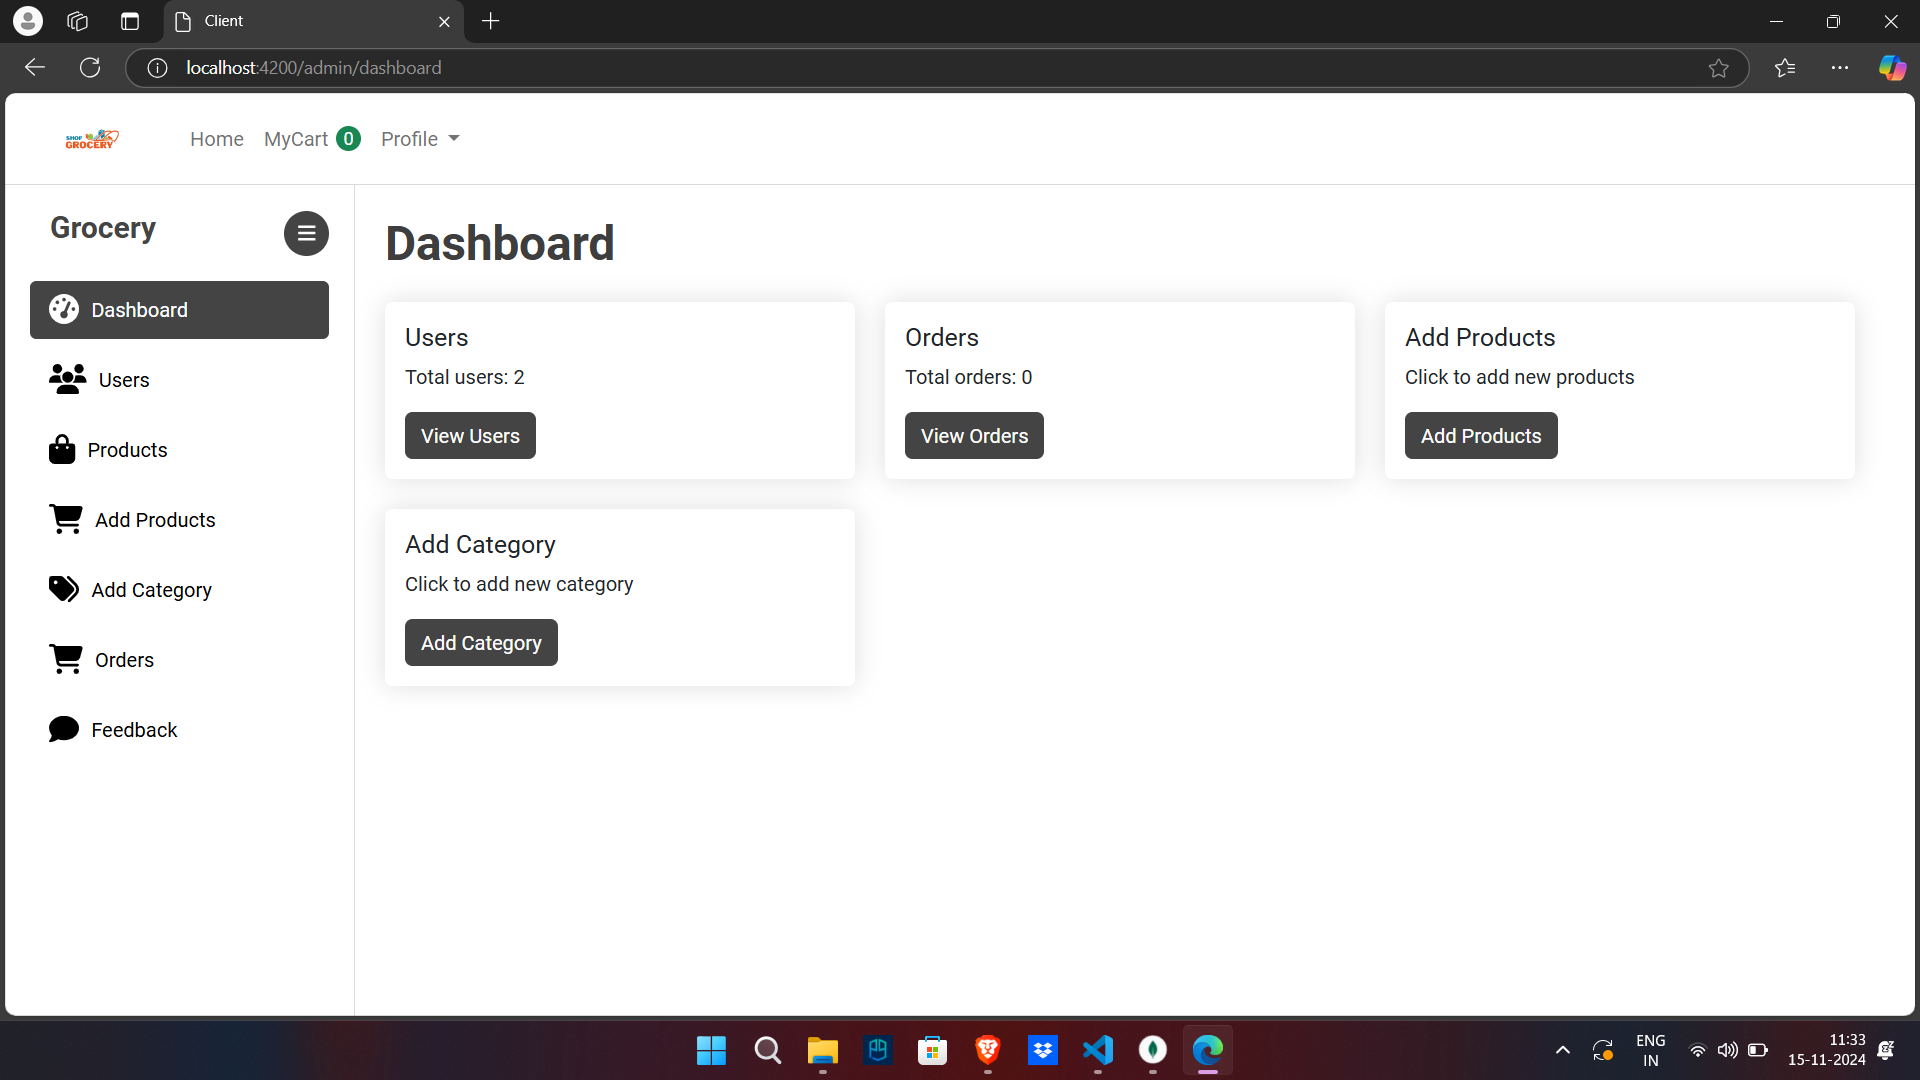 Client
localhost:4200/admin/dashboard
SHOP
GROCERY
Home MyCart 0 Profile
Grocery
Dashboard
Users
Products
Add Products
Add Category
Orders
Feedback
Dashboard
Users
Total users: 2
View Users
Orders
Total orders: 0
View Orders
Add Products
Click to add new products
Add Products
Add Category
Click to add new category
Add Category
ENG
IN
11:33
15-11-2024